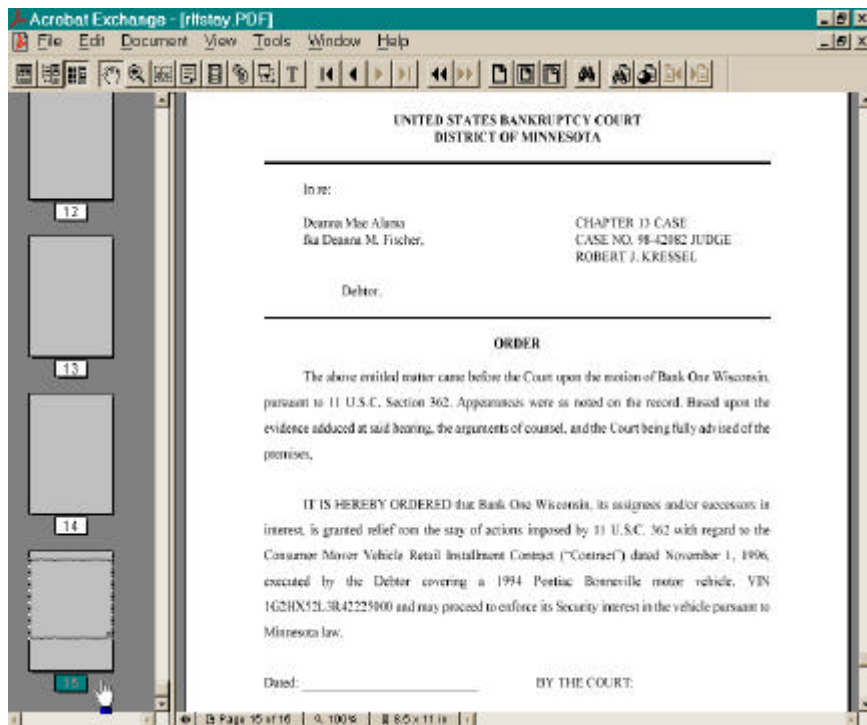 Acrobat Exchange - [rlfstay.PDF]
File Edit Document View Tools Window Help
T
UNITED STATES BANKRUPTCY COURT
DISTRICT OF MINNESOTA
In re:
Deanna Mae Aluma CHAPTER 13 CASE
fka Deanna M. Fischer, CASE NO. 98-42082 JUDGE
ROBERT J. KRESSEL
Debtor.
12
ORDER
13
The above entitled matter came before the Court upon the motion of Bank One Wisconsin,
pursuant to 11 U.S.C. Section 362. Appearances were as noted on the record. Based upon the
evidence adduced at said hearing, the arguments of counsel, and the Court being fully advised of the
premises,
IT IS HEREBY ORDERED that Bank One Wisconsin, its assignees and/or successors in
14
interest, is granted relief rom the stay of actions imposed by 11 U.S.C. 362 with regard to the
Consumer Mover Vehicle Retail Installment Contract ("Contract") dated November 1, 1996,
executed by the Debtor covering a 1994 Pontiac Bonneville motor vehicle, VIN
1G2HX52L3R42225000 and may proceed to enforce its Security interest in the vehicle pursuant to
Minnesota law.
Dated: BY THE COURT:
15
Page 15 of 16 100% 8.5 x 11 in